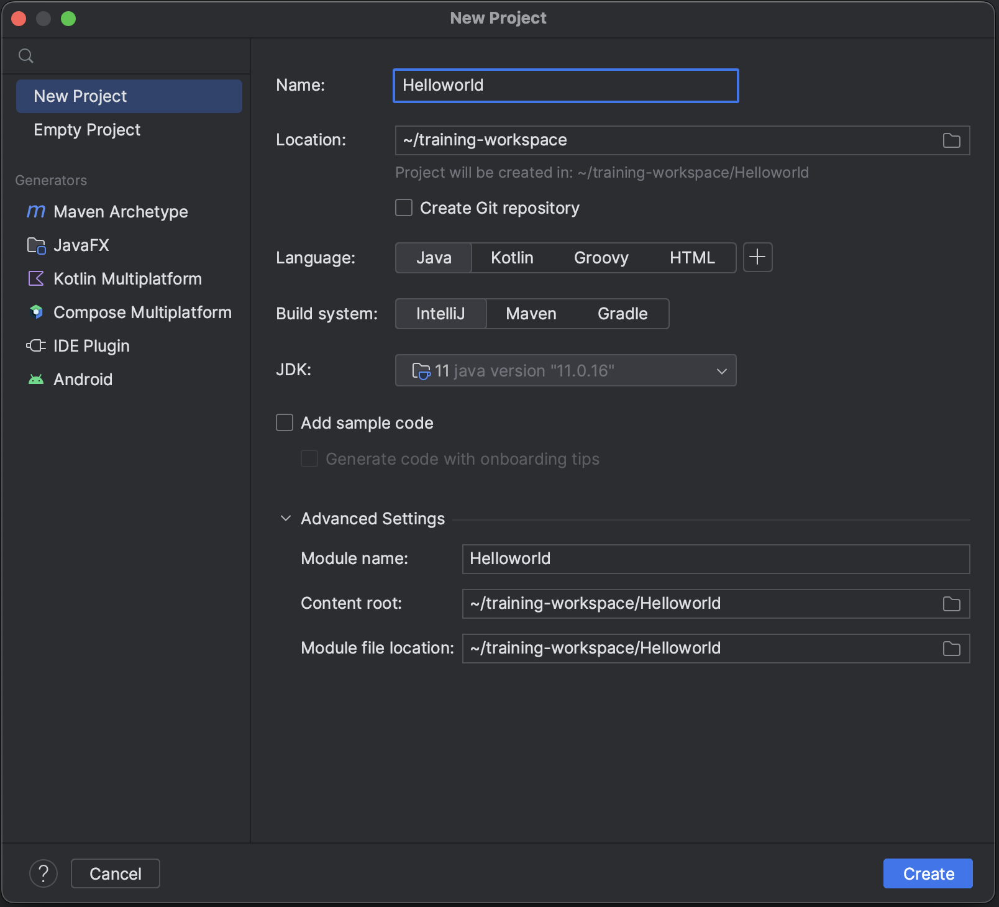 New Project
New Project
Empty Project
Generators
Maven Archetype
JavaFX
Kotlin Multiplatform
Compose Multiplatform
IDE Plugin
Android
Name: Helloworld
Location: ~/training-workspace
Project will be created in: ~/training-workspace/Helloworld
Create Git repository
Language: Java Kotlin Groovy HTML
Build system: IntelliJ Maven Gradle
JDK: 11 java version "11.0.16"
Add sample code
Generate code with onboarding tips
Advanced Settings
Module name: Helloworld
Content root: ~/training-workspace/Helloworld
Module file location: ~/training-workspace/Helloworld
? Cancel Create